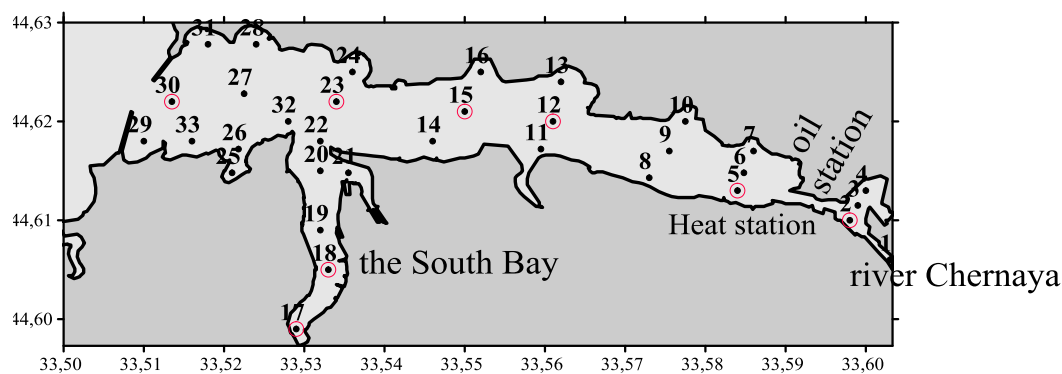 44,63
31 28
24 16 13
30 27 23 15 12 10
44,62
29 33 26 32 22 14 11 9 7 oil station
25 20 21 8 6
5 34
44,61
19 2
Heat station
1
18 the South Bay
river Chernaya
17
44,60
33,50 33,51 33,52 33,53 33,54 33,55 33,56 33,57 33,58 33,59 33,60